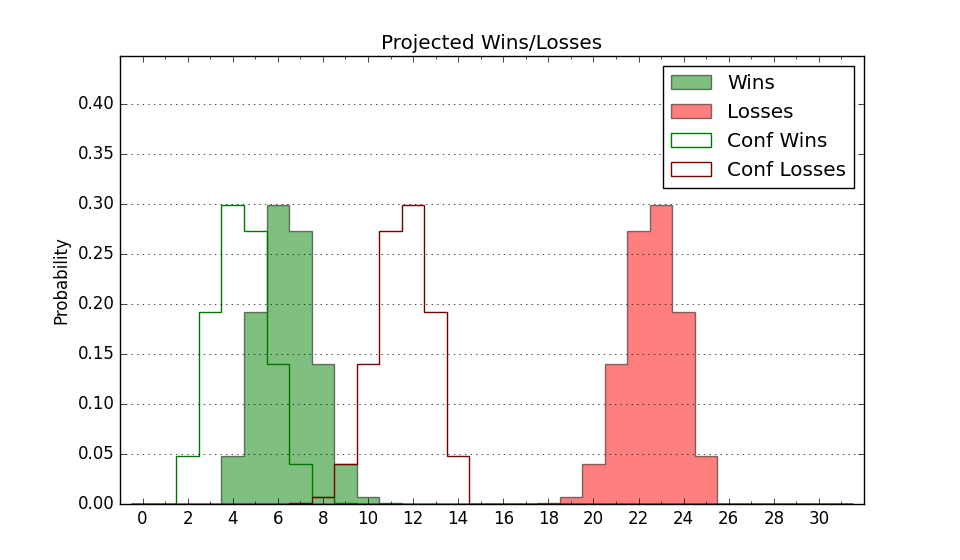 Projected Wins/Losses
Wins
Losses
Conf Wins
Conf Losses
Probability
0.40
0.35
0.30
0.25
0.20
0.15
0.10
0.05
0.00
0 2 4 6 8 10 12 14 16 18 20 22 24 26 28 30